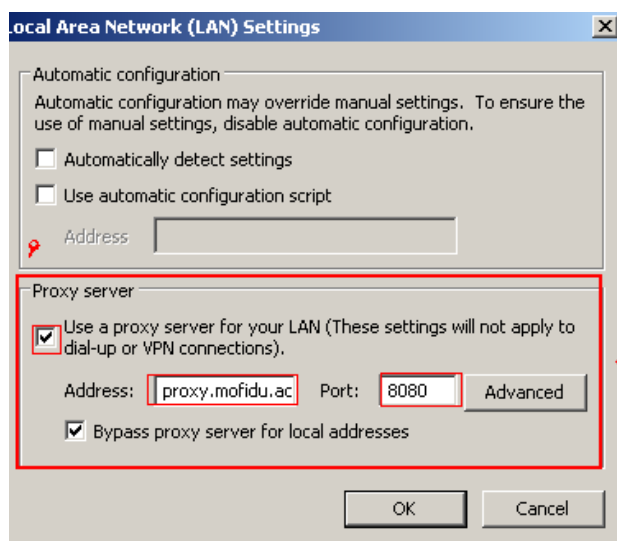 Local Area Network (LAN) Settings
Automatic configuration
Automatic configuration may override manual settings. To ensure the
use of manual settings, disable automatic configuration.
Automatically detect settings
Use automatic configuration script
Address
Proxy server
Use a proxy server for your LAN (These settings will not apply to
dial-up or VPN connections).
Address: proxy.mofidu.ac Port: 8080 Advanced
Bypass proxy server for local addresses
OK Cancel